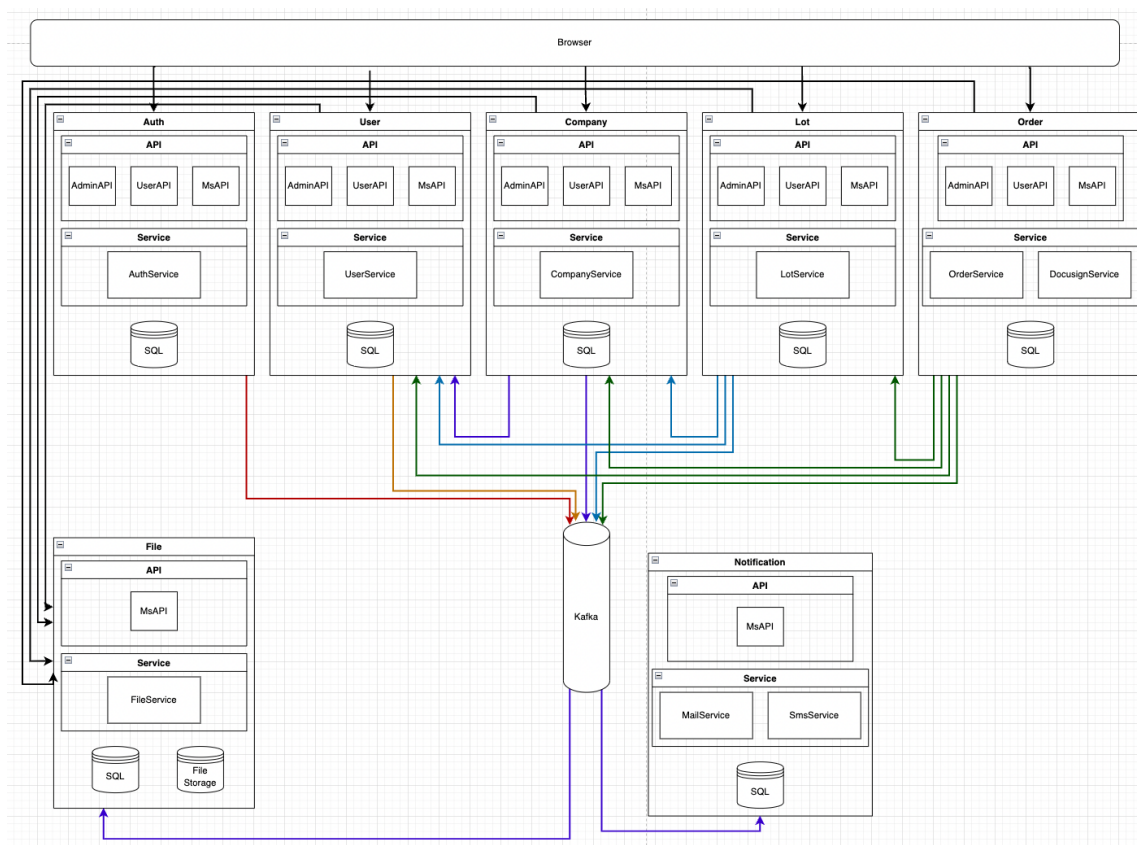 Browser
Auth
User
Company
Lot
Order
API
API
API
API
API
AdminAPI
UserAPI
MsAPI
AdminAPI
UserAPI
MsAPI
AdminAPI
UserAPI
MsAPI
AdminAPI
UserAPI
MsAPI
AdminAPI
UserAPI
MsAPI
Service
Service
Service
Service
Service
AuthService
UserService
CompanyService
LotService
OrderService
DocusignService
SQL
SQL
SQL
SQL
SQL
File
API
MsAPI
Service
FileService
SQL
File
Storage
Kafka
Notification
API
MsAPI
Service
MailService
SmsService
SQL